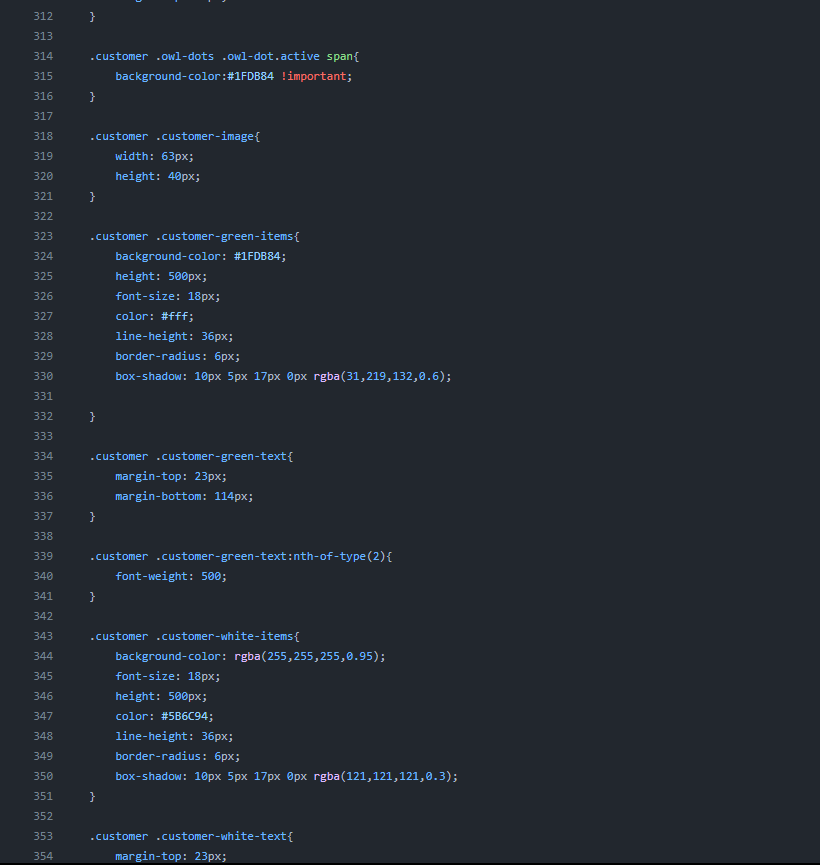 312 }
313
314 .customer .owl-dots .owl-dot.active span{
315 background-color:#1FDB84 !important;
316 }
317
318 .customer .customer-image{
319 width: 63px;
320 height: 40px;
321 }
322
323 .customer .customer-green-items{
324 background-color: #1FDB84;
325 height: 500px;
326 font-size: 18px;
327 color: #fff;
328 line-height: 36px;
329 border-radius: 6px;
330 box-shadow: 10px 5px 17px 0px rgba(31,219,132,0.6);
331
332 }
333
334 .customer .customer-green-text{
335 margin-top: 23px;
336 margin-bottom: 114px;
337 }
338
339 .customer .customer-green-text:nth-of-type(2){
340 font-weight: 500;
341 }
342
343 .customer .customer-white-items{
344 background-color: rgba(255,255,255,0.95);
345 font-size: 18px;
346 height: 500px;
347 color: #5B6C94;
348 line-height: 36px;
349 border-radius: 6px;
350 box-shadow: 10px 5px 17px 0px rgba(121,121,121,0.3);
351 }
352
353 .customer .customer-white-text{
354 margin-top: 23px;